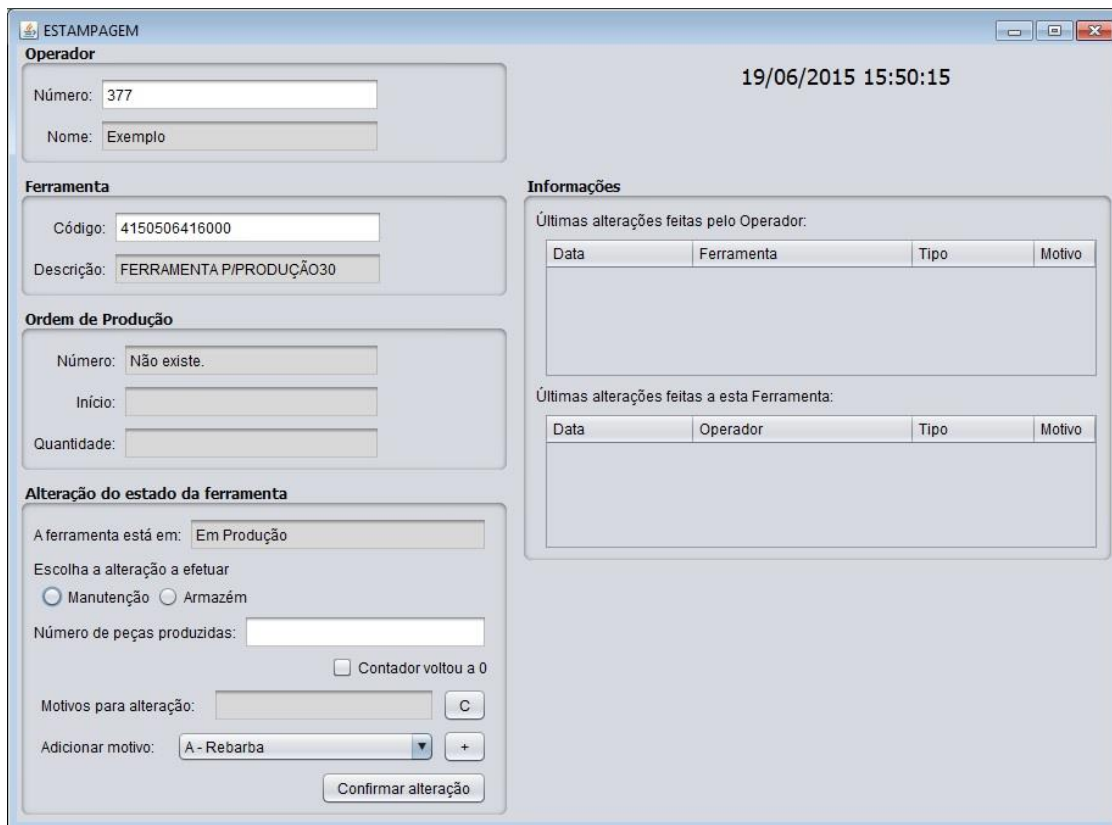 ESTAMPAGEM
Operador
Número: 377
Nome: Exemplo
19/06/2015 15:50:15
Ferramenta
Código: 4150506416000
Descrição: FERRAMENTA P/PRODUÇÃO30
Ordem de Produção
Número: Não existe.
Início:
Quantidade:
Alteração do estado da ferramenta
A ferramenta está em: Em Produção
Escolha a alteração a efetuar
Manutenção Armazém
Número de peças produzidas:
Contador voltou a 0
Motivos para alteração: C
Adicionar motivo: A - Rebarba +
Confirmar alteração
Informações
Últimas alterações feitas pelo Operador:
Data Ferramenta Tipo Motivo
Últimas alterações feitas a esta Ferramenta:
Data Operador Tipo Motivo